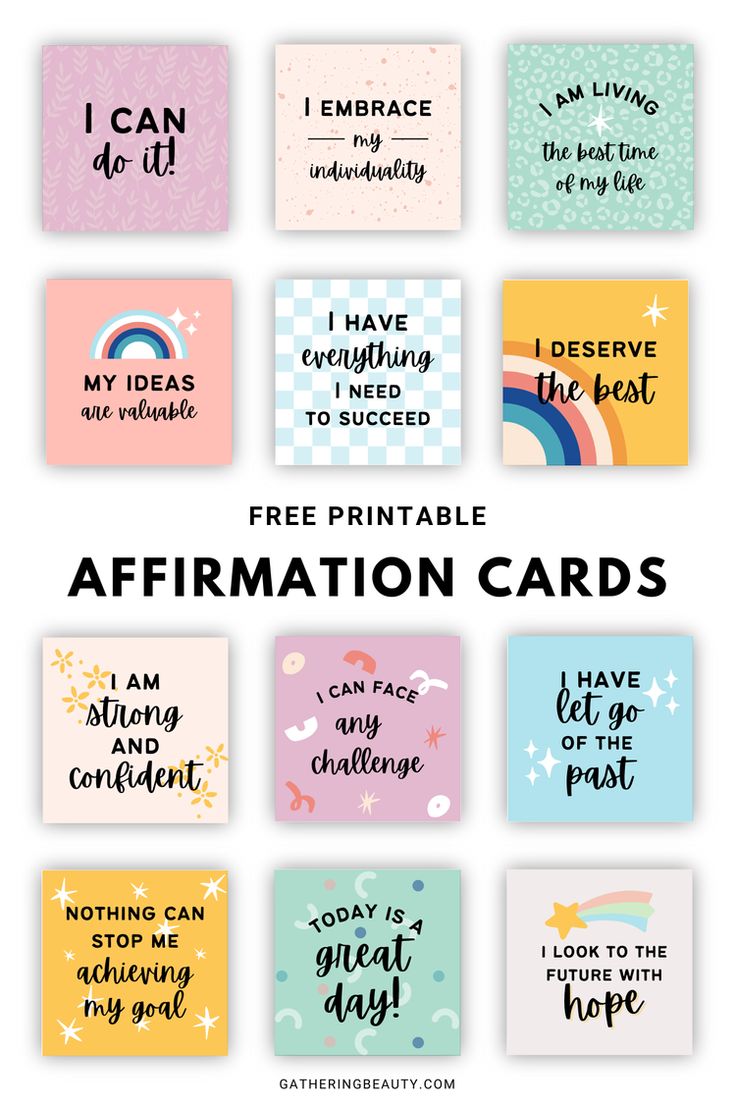 I CAN
do it!
I EMBRACE
my
individuality
I AM LIVING
the best time
of my life
MY IDEAS
are valuable
I HAVE
everything
I NEED
TO SUCCEED
I DESERVE
the best
FREE PRINTABLE
AFFIRMATION CARDS
I AM
strong
AND
confident
I CAN FACE
any
challenge
I HAVE
let go
OF THE
past
NOTHING CAN
STOP ME
achieving
my goal
TODAY IS A
great
day!
I LOOK TO THE
FUTURE WITH
hope
GATHERINGBEAUTY.COM